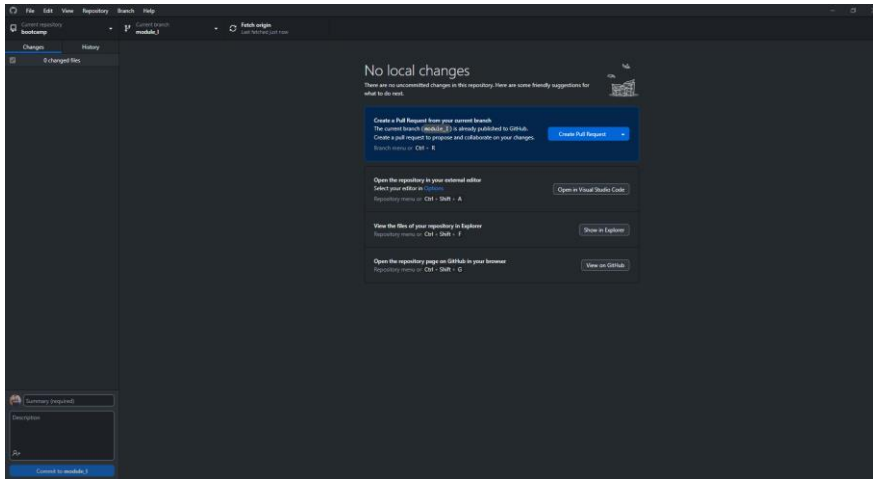 File Edit View Repository Branch Help
Current repository
bootcamp
Current branch
module_1
Fetch origin
Last fetched just now
Changes
History
0 changed files
No local changes
There are no uncommitted changes in this repository. Here are some friendly suggestions for
what to do next.
Create a Pull Request from your current branch
The current branch (module_1) is already published to GitHub.
Create a pull request to propose and collaborate on your changes.
Branch menu or Ctrl + R
Create Pull Request
Open the repository in your external editor
Select your editor in Options
Repository menu or Ctrl + Shift + A
Open in Visual Studio Code
View the files of your repository in Explorer
Repository menu or Ctrl + Shift + F
Show in Explorer
Open the repository page on GitHub in your browser
Repository menu or Ctrl + Shift + G
View on GitHub
Summary (required)
Description
Commit to module_1